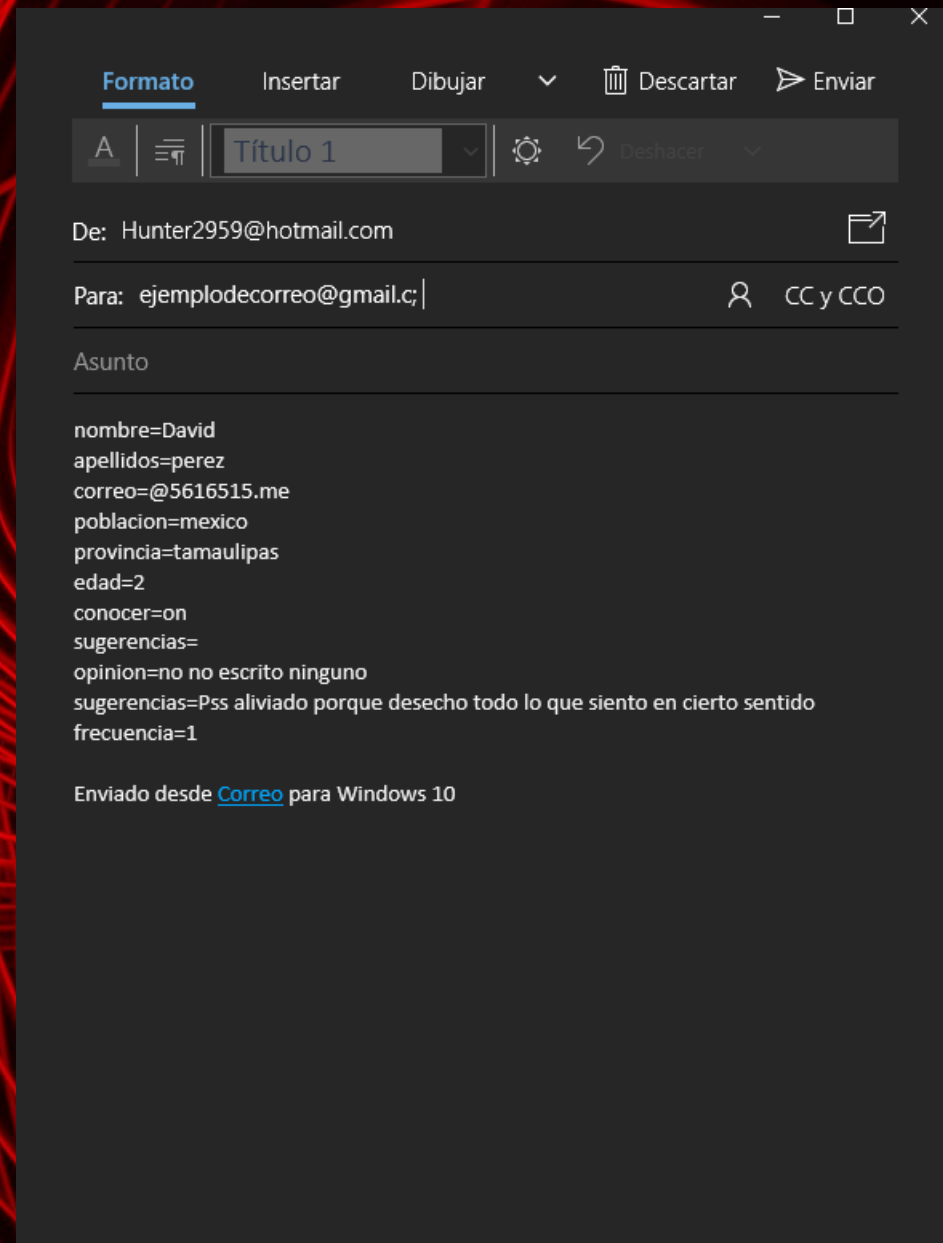 Formato Insertar Dibujar Descartar Enviar
A Título 1 Deshacer
De: Hunter2959@hotmail.com
Para: ejemplodecorreo@gmail.c; CC y CCO
Asunto
nombre=David
apellidos=perez
correo=@5616515.me
poblacion=mexico
provincia=tamaulipas
edad=2
conocer=on
sugerencias=
opinion=no no escrito ninguno
sugerencias=Pss aliviado porque desecho todo lo que siento en cierto sentido
frecuencia=1
Enviado desde Correo para Windows 10